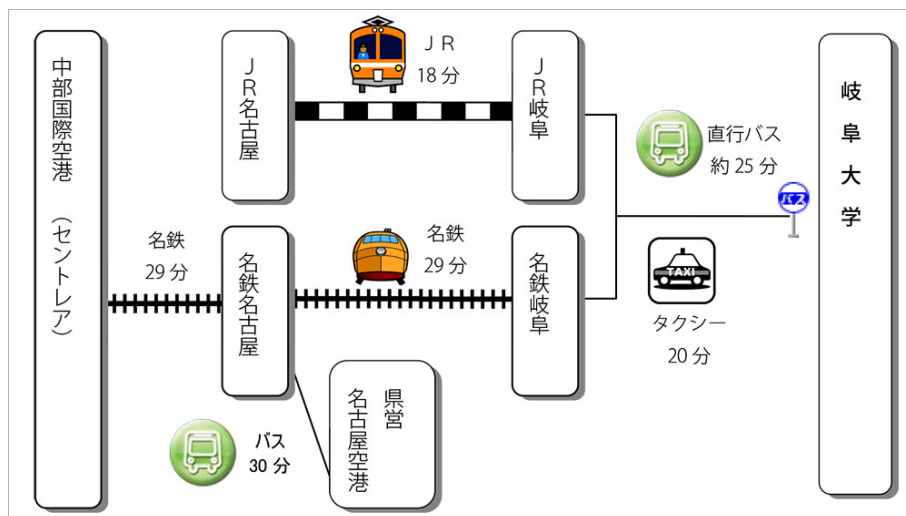 中部国際空港（セントレア）
名鉄
29 分
ＪＲ名古屋
ＪＲ
18 分
ＪＲ岐阜
名鉄名古屋
名鉄
29 分
名鉄岐阜
バス
30 分
県営
名古屋空港
直行バス
約 25 分
バス
TAXI
タクシー
20 分
岐阜大学